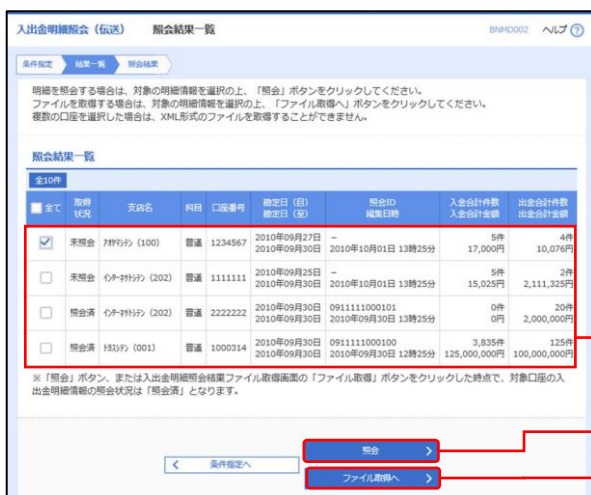 入出金明細照会（伝送） 照会結果一覧 BNMD002 ヘルプ ?
条件指定 結果一覧 照会結果
明細を照会する場合は、対象の明細情報を選択の上、「照会」ボタンをクリックしてください。
ファイルを取得する場合は、対象の明細情報を選択の上、「ファイル取得へ」ボタンをクリックしてください。
複数の口座を選択した場合は、XML形式のファイルを取得することができません。
照会結果一覧
全10件
全て 取得状況 支店名 科目 口座番号 勘定日（自） 勘定日（至） 照会ID 編集日時 入金合計件数 入金合計金額 出金合計件数 出金合計金額
未照会 ｱｵﾔﾏｼﾃﾝ (100) 普通 1234567 2010年09月27日 2010年09月30日 − 2010年10月01日 13時25分 5件 17,000円 4件 10,076円
未照会 ｲﾝﾀｰﾈｯﾄｼﾃﾝ (202) 普通 1111111 2010年09月25日 2010年09月30日 − 2010年10月01日 13時25分 5件 15,025円 2件 2,111,325円
照会済 ｲﾝﾀｰﾈｯﾄｼﾃﾝ (202) 普通 2222222 2010年09月30日 2010年09月30日 0911111000101 2010年09月30日 13時25分 0件 0円 20件 2,000,000円
照会済 ﾄﾖｽｼﾃﾝ (001) 普通 1000314 2010年09月30日 2010年09月30日 0911111000100 2010年09月30日 12時25分 3,835件 125,000,000円 125件 100,000,000円
※「照会」ボタン、または入出金明細照会結果ファイル取得画面の「ファイル取得」ボタンをクリックした時点で、対象口座の入
出金明細情報の照会状況は「照会済」となります。
照会
条件指定へ
ファイル取得へ